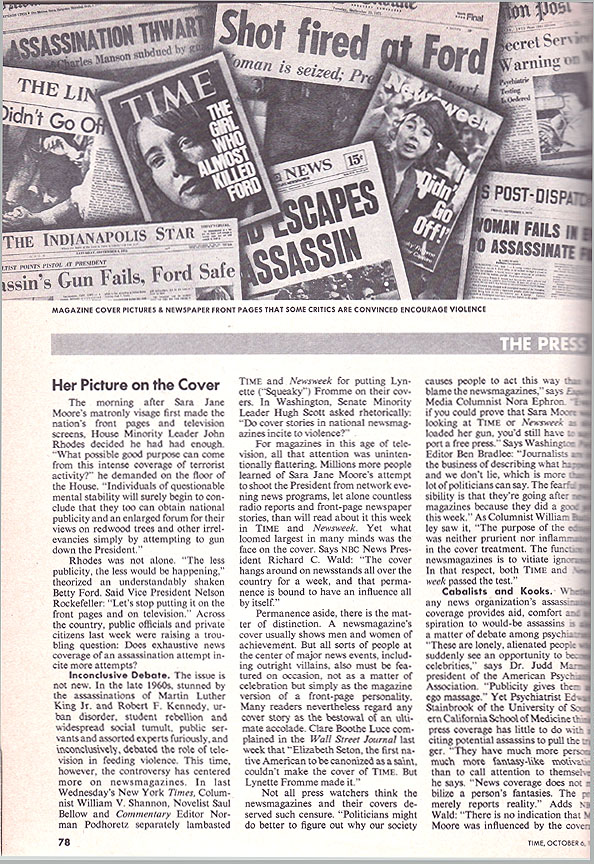 ASSASSINATION THWART
Charles Manson subdued by
Shot fired at Ford
Woman is seized;
Final
on Post
Secret Servi
Warning on
Psychiatric
Testing
Is Ordered
THE LIN
Didn't Go Off
TIME
THE
GIRL
WHO
ALMOST
KILLED
FORD
Newsweek
'Didn't
Go
Off!'
NEWS 15¢
D ESCAPES
ASSASSIN
S POST-DISPATC
WOMAN FAILS IN
TO ASSASSINATE F
THE INDIANAPOLIS STAR
TIST POINTS PISTOL AT PRESIDENT
ssin's Gun Fails, Ford Safe
MAGAZINE COVER PICTURES & NEWSPAPER FRONT PAGES THAT SOME CRITICS ARE CONVINCED ENCOURAGE VIOLENCE
THE PRESS
Her Picture on the Cover
The morning after Sara Jane
Moore's matronly visage first made the
nation's front pages and television
screens, House Minority Leader John
Rhodes decided he had had enough.
"What possible good purpose can come
from this intense coverage of terrorist
activity?" he demanded on the floor of
the House. "Individuals of questionable
mental stability will surely begin to con-
clude that they too can obtain national
publicity and an enlarged forum for their
views on redwood trees and other irrel-
evancies simply by attempting to gun
down the President."
Rhodes was not alone. "The less
publicity, the less would be happening,"
theorized an understandably shaken
Betty Ford. Said Vice President Nelson
Rockefeller: "Let's stop putting it on the
front pages and on television." Across
the country, public officials and private
citizens last week were raising a trou-
bling question: Does exhaustive news
coverage of an assassination attempt in-
cite more attempts?
Inconclusive Debate. The issue is
not new. In the late 1960s, stunned by
the assassinations of Martin Luther
King Jr. and Robert F. Kennedy, ur-
ban disorder, student rebellion and
widespread social tumult, public ser-
vants and assorted experts furiously, and
inconclusively, debated the role of tele-
vision in feeding violence. This time,
however, the controversy has centered
more on newsmagazines. In last
Wednesday's New York Times, Colum-
nist William V. Shannon, Novelist Saul
Bellow and Commentary Editor Nor-
man Podhoretz separately lambasted
TIME and Newsweek for putting Lyn-
ette ("Squeaky") Fromme on their cov-
ers. In Washington, Senate Minority
Leader Hugh Scott asked rhetorically:
"Do cover stories in national newsmag-
azines incite to violence?"
For magazines in this age of televi-
sion, all that attention was unintention-
ally flattering. Millions more people
learned of Sara Jane Moore's attempt
to shoot the President from network eve-
ning news programs, let alone countless
radio reports and front-page newspaper
stories, than will read about it this week
in TIME and Newsweek. Yet what
loomed largest in many minds was the
face on the cover. Says NBC News Pres-
ident Richard C. Wald: "The cover
hangs around on newsstands all over the
country for a week, and that perma-
nence is bound to have an influence all
by itself."
Permanence aside, there is the mat-
ter of distinction. A newsmagazine's
cover usually shows men and women of
achievement. But all sorts of people at
the center of major news events, includ-
ing outright villains, also must be fea-
tured on occasion, not as a matter of
celebration but simply as the magazine
version of a front-page personality.
Many readers nevertheless regard any
cover story as the bestowal of an ulti-
mate accolade. Clare Boothe Luce com-
plained in the Wall Street Journal last
week that "Elizabeth Seton, the first na-
tive American to be canonized as a saint,
couldn't make the cover of TIME. But
Lynette Fromme made it."
Not all press watchers think the
newsmagazines and their covers de-
served such censure. "Politicians might
do better to figure out why our society
causes people to act this way than
blame the newsmagazines," says
Media Columnist Nora Ephron.
if you could prove that Sara Moore
looking at TIME or Newsweek as
loaded her gun, you'd still have to
port a free press." Says Washington
Editor Ben Bradlee: "Journalists
the business of describing what
and we don't lie, which is more
lot of politicians can say. The fearful
sibility is that they're going after
magazines because they did a good
this week." As Columnist William
ley saw it, "The purpose of the
was neither prurient nor
in the cover treatment. The function
newsmagazines is to vitiate
In that respect, both TIME and
week passed the test."
Cabalists and Kooks.
any news organization's
coverage provides aid, comfort and
spiration to would-be assassins is
a matter of debate among
"These are lonely, alienated people
suddenly see an opportunity to become
celebrities," says Dr. Judd
president of the American
Association. "Publicity gives them
ego massage." Yet Psychiatrist
Stainbrook of the University of
ern California School of Medicine
press coverage has little to do with
citing potential assassins to pull the
ger. "They have much more
much more fantasy-like
than to call attention to
he says. "News coverage does not
bilize a person's fantasies. The
merely reports reality." Adds
Wald: "There is no indication that
Moore was influenced by the
78
TIME, OCTOBER 6,